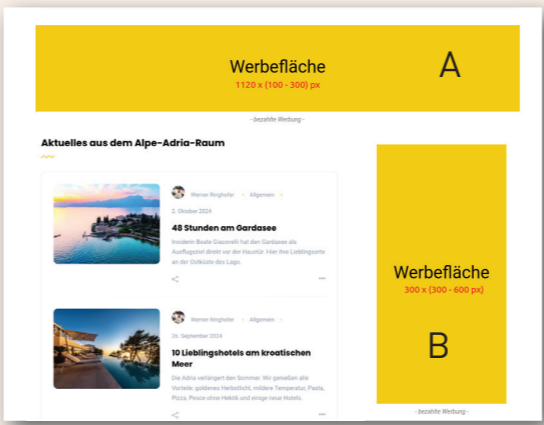 Werbefläche
A
1120 x (100 - 300) px
- bezahlte Werbung -
Aktuelles aus dem Alpe-Adria-Raum
Werner Ringhofer • Allgemein •
2. Oktober 2024
48 Stunden am Gardasee
Insiderin Beate Giacovelli hat den Gardasee als
Ausflugsziel direkt vor der Haustür. Hier ihre Lieblingsorte
an der Ostküste des Lago.
Werner Ringhofer • Allgemein •
26. September 2024
10 Lieblingshotels am kroatischen
Meer
Die Adria verlängert den Sommer. Wir genießen alle
Vorteile: goldenes Herbstlicht, mildere Temperatur, Pasta,
Pizza, Pesce ohne Hektik und einige neue Hotels.
Werbefläche
300 x (300 - 600 px)
B
- bezahlte Werbung -